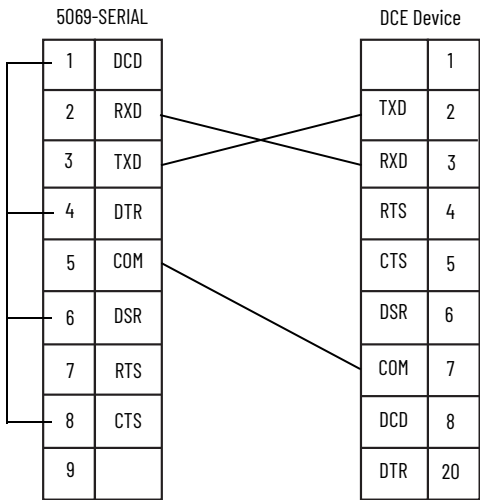 5069-SERIAL DCE Device
1 DCD 1
2 RXD TXD 2
3 TXD RXD 3
4 DTR RTS 4
5 COM CTS 5
6 DSR DSR 6
7 RTS COM 7
8 CTS DCD 8
9 DTR 20